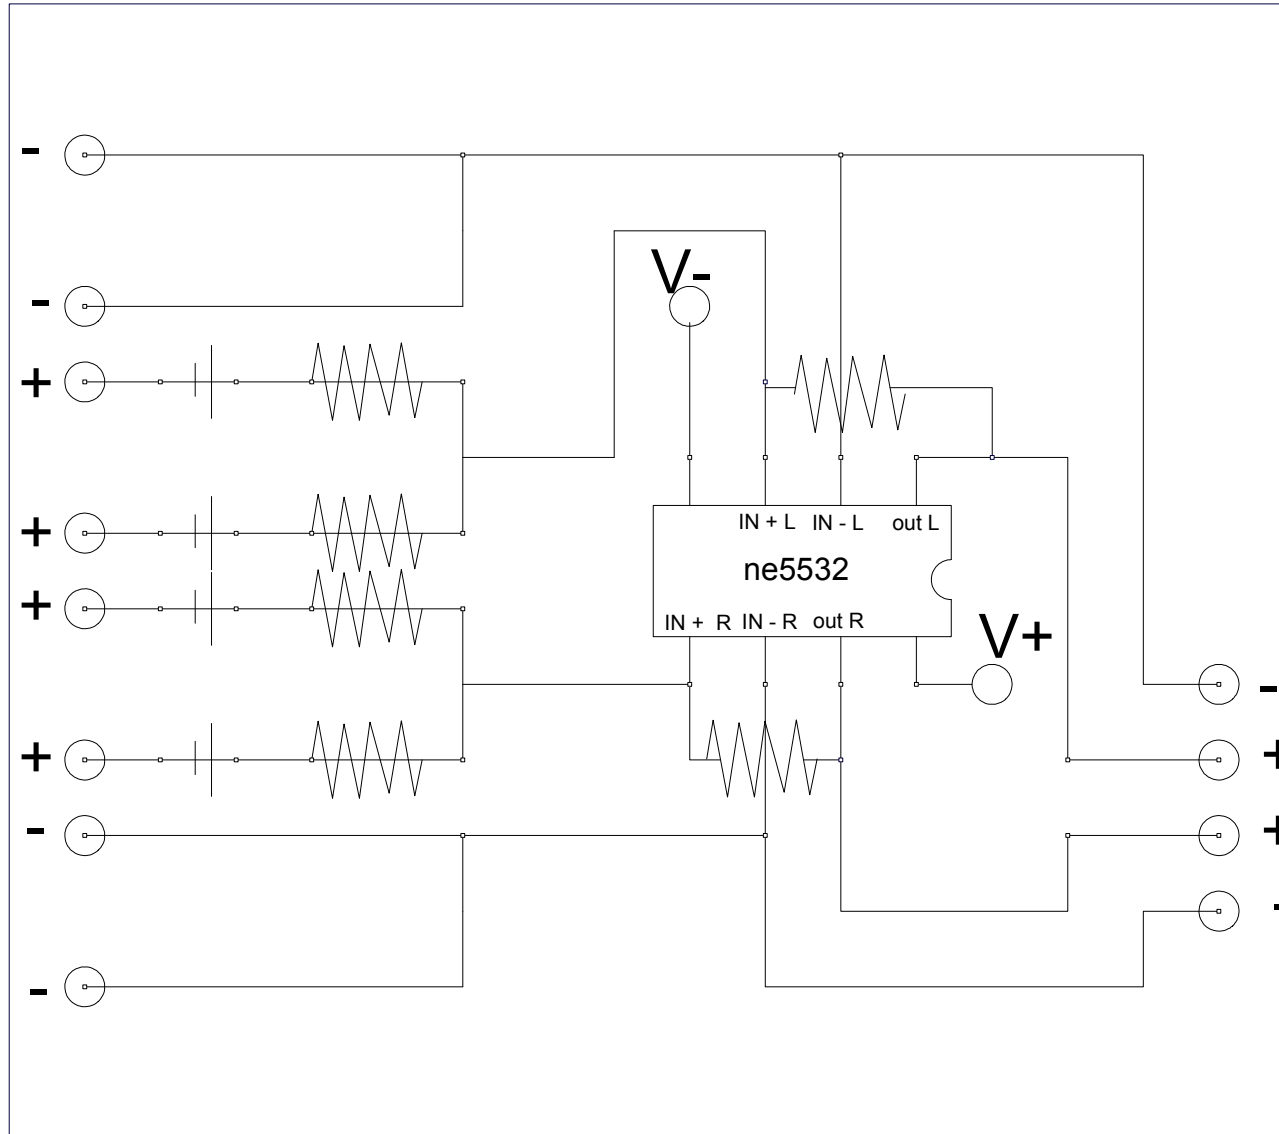 -
V-
-
+
+
IN + L IN - L out L
ne5532
+
IN + R IN - R out R
V+
-
+
+
-
+
-
-